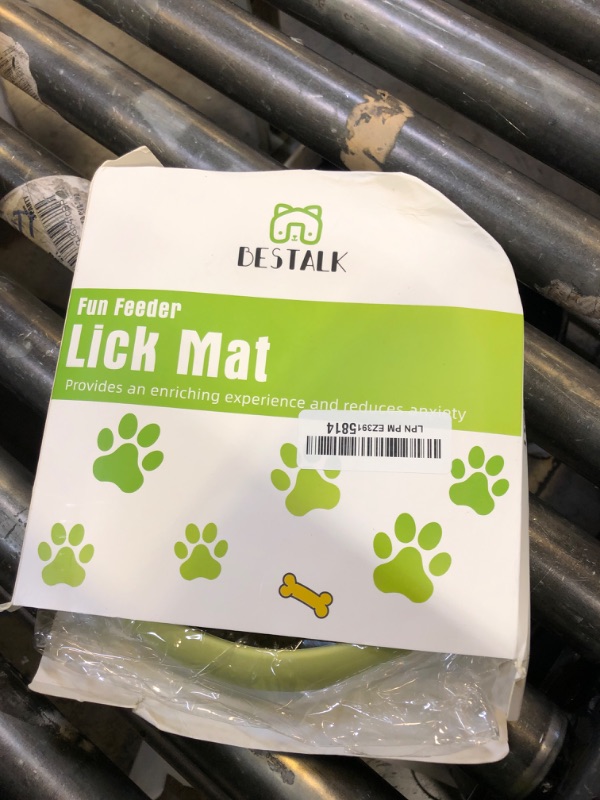 BESTALK
Fun Feeder
Lick Mat
Provides an enriching experience and reduces anxiety
LPN PM EZ3915814